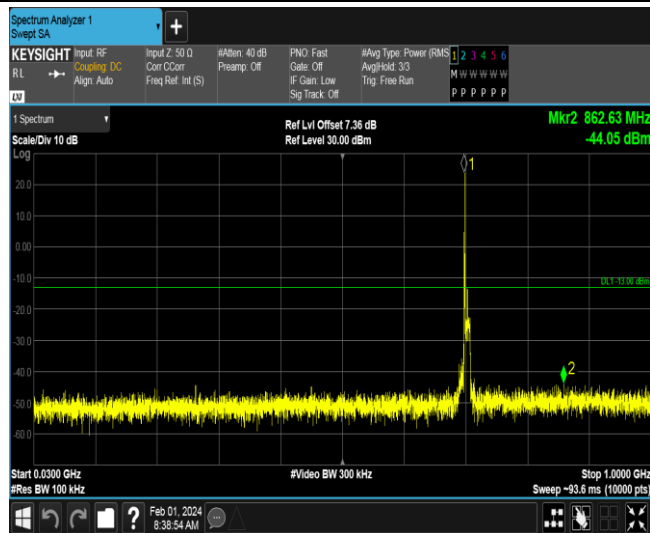 Spectrum Analyzer 1
Swept SA
+
KEYSIGHT
RL
Input: RF
Coupling: DC
Align: Auto
Input Z: 50 Ω
Corr CCorr
Freq Ref: Int (S)
#Atten: 40 dB
Preamp: Off
PNO: Fast
Gate: Off
IF Gain: Low
Sig Track: Off
#Avg Type: Power (RMS
Avg|Hold: 3/3
Trig: Free Run
1 2 3 4 5 6
M W W W W W
P P P P P P
1 Spectrum
Scale/Div 10 dB
Log
Ref Lvl Offset 7.36 dB
Ref Level 30.00 dBm
Mkr2 862.63 MHz
-44.05 dBm
1
20.0
10.0
0.00
-10.0
DL1 -13.00 dBm
-20.0
-30.0
-40.0
2
-50.0
-60.0
Start 0.0300 GHz
#Res BW 100 kHz
#Video BW 300 kHz
Stop 1.0000 GHz
Sweep ~93.6 ms (10000 pts)
?
Feb 01, 2024
8:38:54 AM